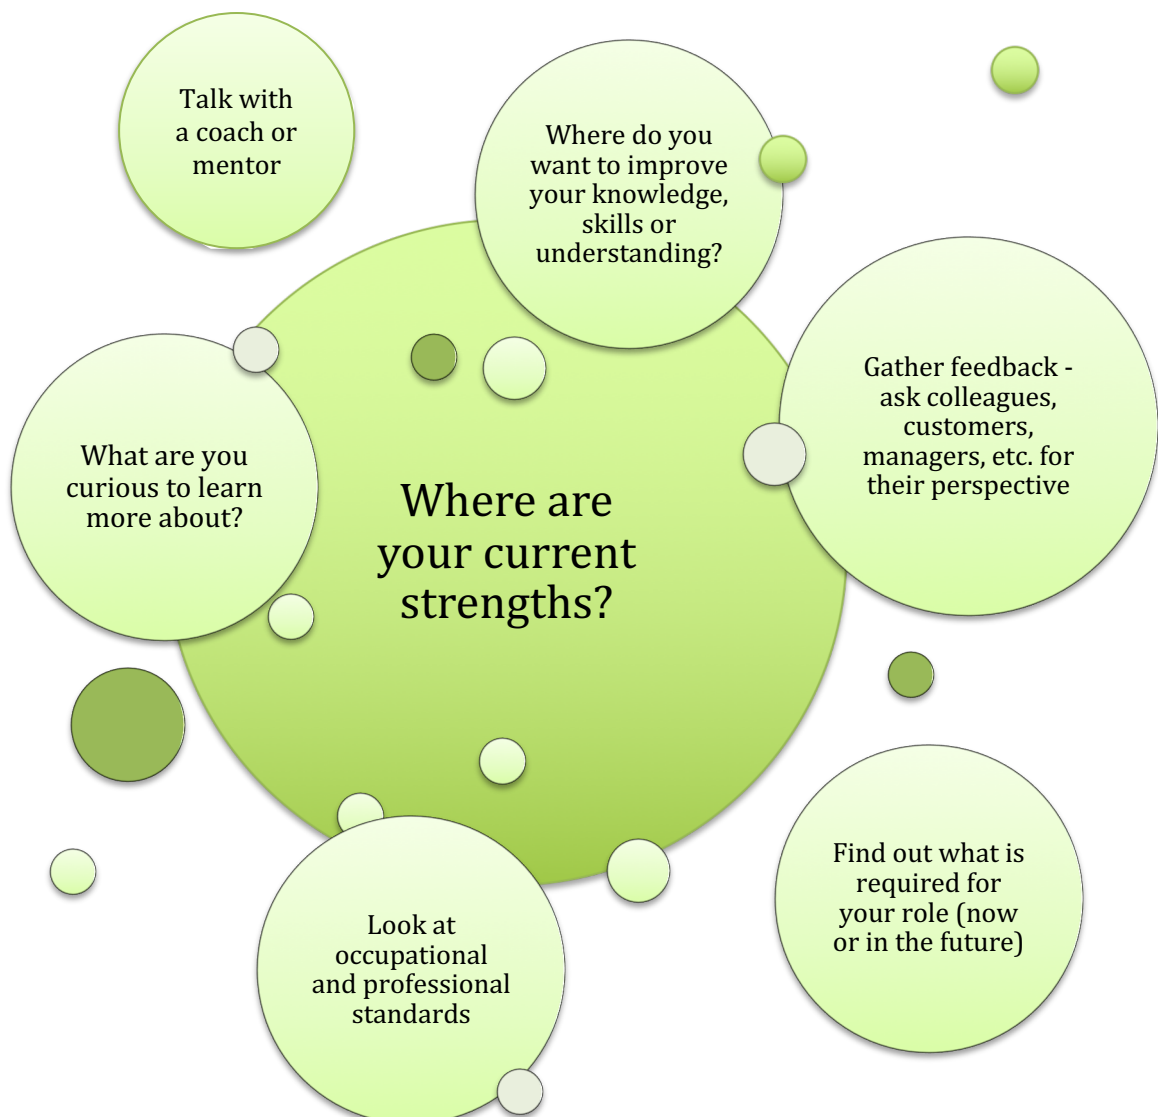 Talk with
a coach or
mentor
Where do you
want to improve
your knowledge,
skills or
understanding?
Gather feedback -
ask colleagues,
customers,
managers, etc. for
their perspective
What are you
curious to learn
more about?
Where are
your current
strengths?
Find out what is
required for
your role (now
or in the future)
Look at
occupational
and professional
standards